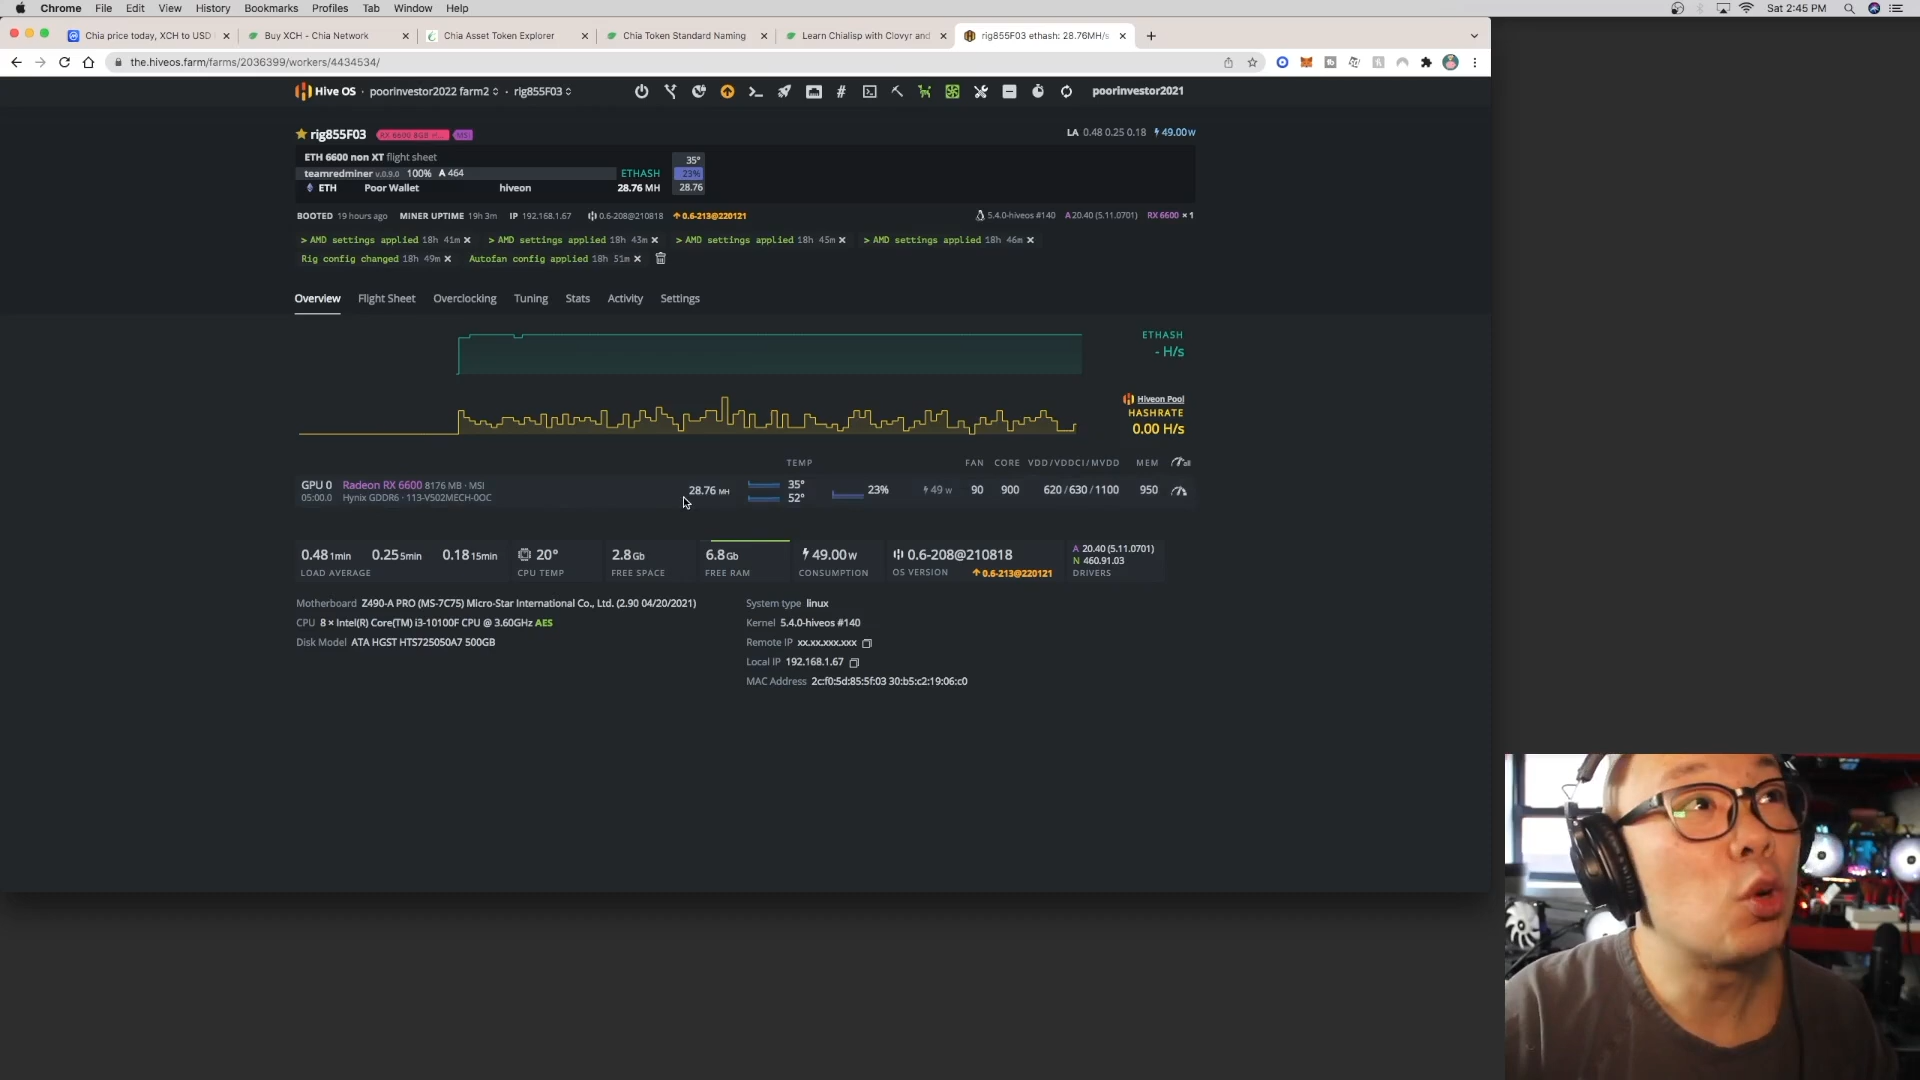 Chrome File Edit View History Bookmarks Profiles Tab Window Help Sat 2:45 PM
Chia price today, XCH to USD Buy XCH - Chia Network Chia Asset Token Explorer Chia Token Standard Naming Learn Chialisp with Clovyr and rig855F03 ethash: 28.76MH/s
the.hiveos.farm/farms/2036399/workers/4434534/
Hive OS · poorinvestor2022 farm2 · rig855F03 poorinvestor2021
rig855F03 LA 0.48 0.25 0.18 49.00W
ETH 6600 non XT flight sheet 35°
teamredminer v.0.9.0 100% A 464 ETHASH 23%
ETH Poor Wallet hiveon 28.76 MH 28.76
BOOTED 19 hours ago MINER UPTIME 19h 3m IP 192.168.1.67 0.6-208@210818 0.6-213@220121 5.4.0-hiveos #140 A 20.40 (5.11.0701) RX 6600 × 1
> AMD settings applied 18h 41m > AMD settings applied 18h 43m > AMD settings applied 18h 45m > AMD settings applied 18h 46m
Rig config changed 18h 49m Autofan config applied 18h 51m
Overview Flight Sheet Overclocking Tuning Stats Activity Settings
ETHASH
- H/s
Hiveon Pool
HASHRATE
0.00 H/s
TEMP FAN CORE VDD/VDDCI/MVDD MEM
GPU 0 Radeon RX 6600 8176 MB · MSI 28.76 MH 35° 23% 49 W 90 900 620 / 630 / 1100 950
05:00.0 Hynix GDDR6 · 113-V502MECH-0OC 52°
0.48 1min 0.25 5min 0.18 15min 20° 2.8 Gb 6.8 Gb 49.00 W 0.6-208@210818 A 20.40 (5.11.0701)
N 460.91.03
LOAD AVERAGE CPU TEMP FREE SPACE FREE RAM CONSUMPTION OS VERSION 0.6-213@220121 DRIVERS
Motherboard Z490-A PRO (MS-7C75) Micro-Star International Co., Ltd. (2.90 04/20/2021)
CPU 8 × Intel(R) Core(TM) i3-10100F CPU @ 3.60GHz AES
Disk Model ATA HGST HTS725050A7 500GB
System type linux
Kernel 5.4.0-hiveos #140
Remote IP xx.xx.xxx.xxx
Local IP 192.168.1.67
MAC Address 2c:f0:5d:85:5f:03 30:b5:c2:19:06:c0